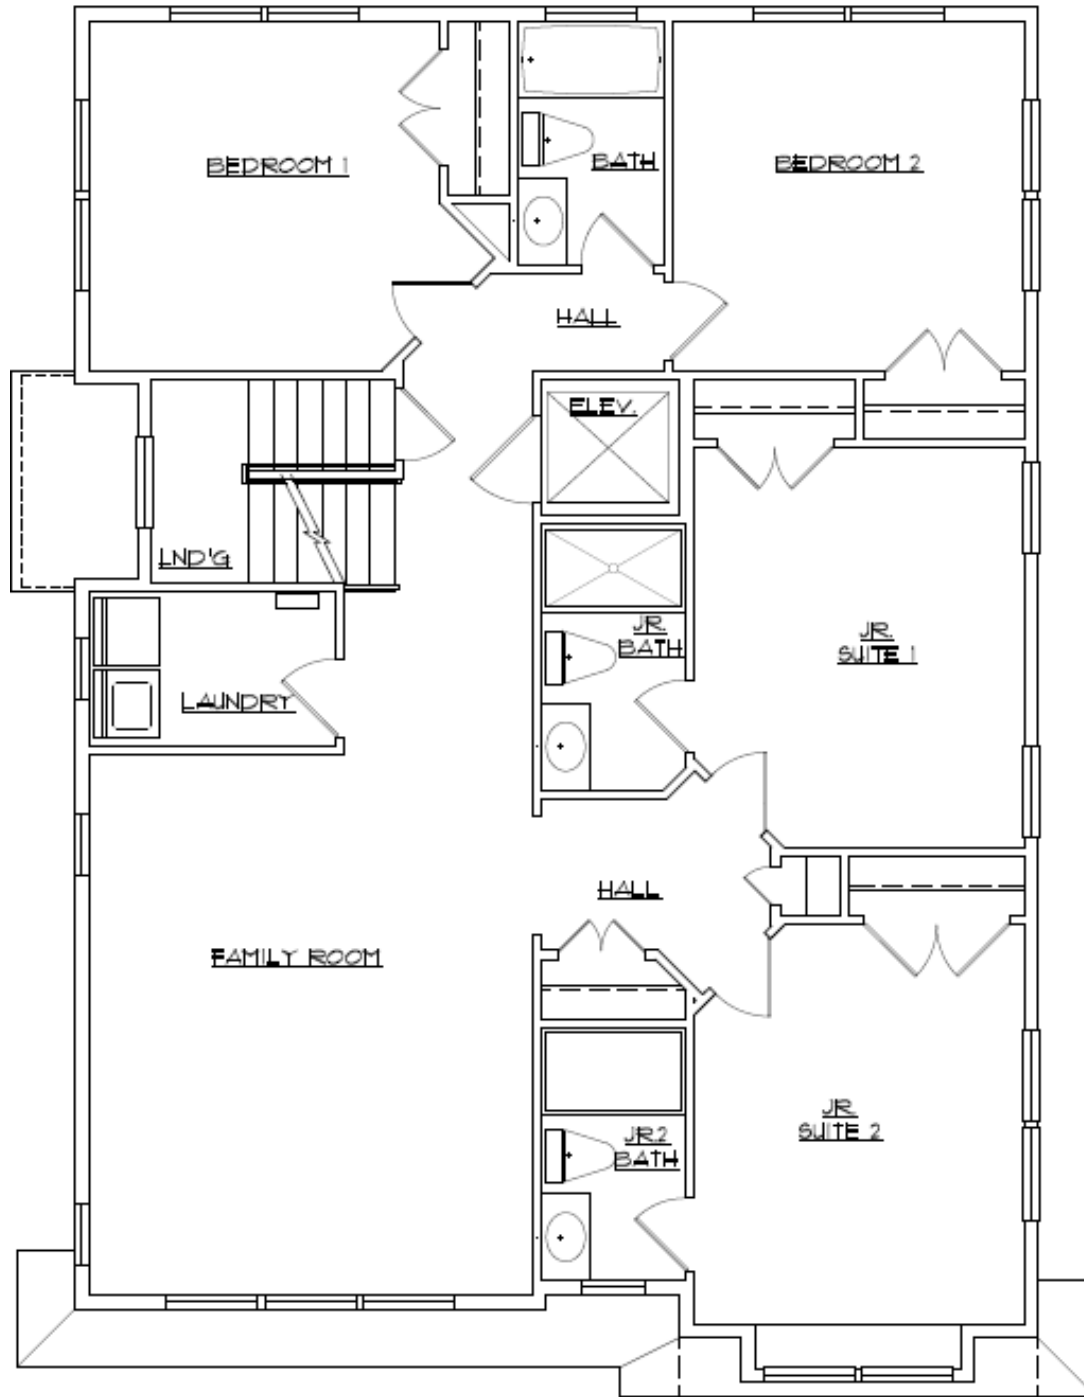 BEDROOM 1
BATH
BEDROOM 2
HALL
ELEV.
LND'G
JR.
BATH
JR.
SUITE 1
LAUNDRY
HALL
FAMILY ROOM
JR.
SUITE 2
JR.2
BATH